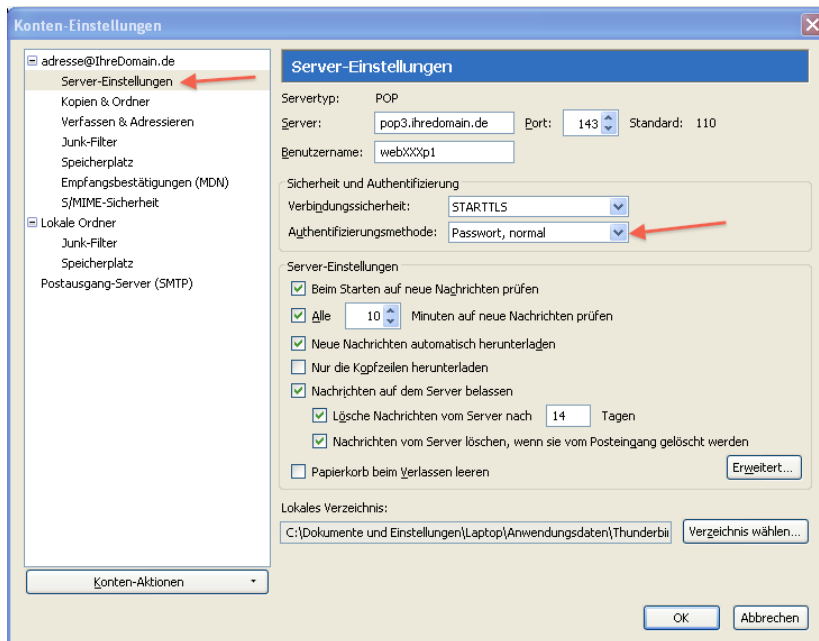 Konten-Einstellungen
adresse@IhreDomain.de
Server-Einstellungen
Kopien & Ordner
Verfassen & Adressieren
Junk-Filter
Speicherplatz
Empfangsbestätigungen (MDN)
S/MIME-Sicherheit
Lokale Ordner
Junk-Filter
Speicherplatz
Postausgang-Server (SMTP)
Konten-Aktionen
Server-Einstellungen
Servertyp: POP
Server: pop3.ihredomain.de Port: 143 Standard: 110
Benutzername: webXXXp1
Sicherheit und Authentifizierung
Verbindungssicherheit: STARTTLS
Authentifizierungsmethode: Passwort, normal
Server-Einstellungen
Beim Starten auf neue Nachrichten prüfen
Alle 10 Minuten auf neue Nachrichten prüfen
Neue Nachrichten automatisch herunterladen
Nur die Kopfzeilen herunterladen
Nachrichten auf dem Server belassen
Lösche Nachrichten vom Server nach 14 Tagen
Nachrichten vom Server löschen, wenn sie vom Posteingang gelöscht werden
Papierkorb beim Verlassen leeren Erweitert...
Lokales Verzeichnis:
C:\Dokumente und Einstellungen\Laptop\Anwendungsdaten\Thunderbir Verzeichnis wählen...
OK Abbrechen